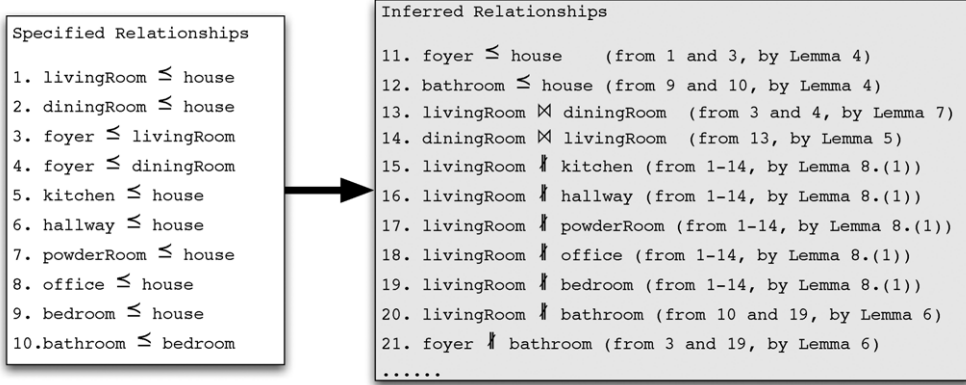 Specified Relationships
1. livingRoom ⪯ house
2. diningRoom ⪯ house
3. foyer ⪯ livingRoom
4. foyer ⪯ diningRoom
5. kitchen ⪯ house
6. hallway ⪯ house
7. powderRoom ⪯ house
8. office ⪯ house
9. bedroom ⪯ house
10.bathroom ⪯ bedroom
Inferred Relationships
11. foyer ⪯ house (from 1 and 3, by Lemma 4)
12. bathroom ⪯ house (from 9 and 10, by Lemma 4)
13. livingRoom ⋈ diningRoom (from 3 and 4, by Lemma 7)
14. diningRoom ⋈ livingRoom (from 13, by Lemma 5)
15. livingRoom ∦ kitchen (from 1-14, by Lemma 8.(1))
16. livingRoom ∦ hallway (from 1-14, by Lemma 8.(1))
17. livingRoom ∦ powderRoom (from 1-14, by Lemma 8.(1))
18. livingRoom ∦ office (from 1-14, by Lemma 8.(1))
19. livingRoom ∦ bedroom (from 1-14, by Lemma 8.(1))
20. livingRoom ∦ bathroom (from 10 and 19, by Lemma 6)
21. foyer ∦ bathroom (from 3 and 19, by Lemma 6)
......